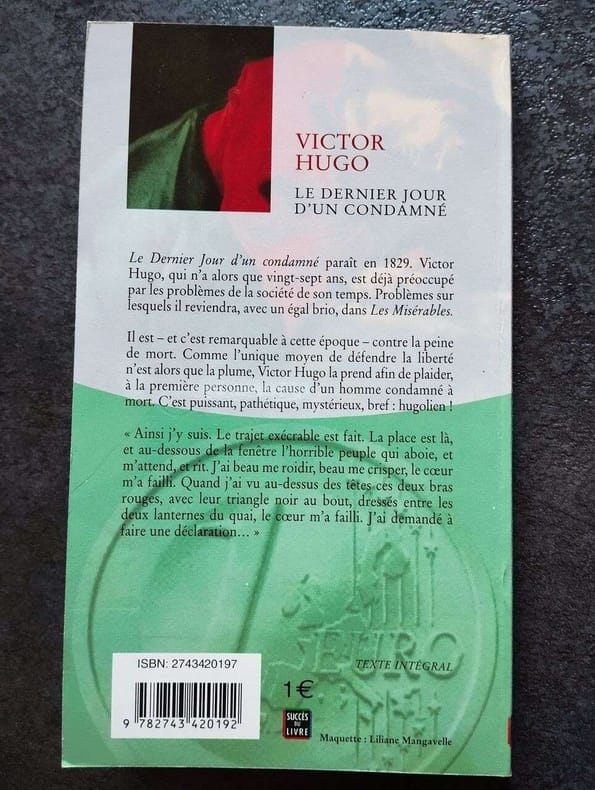 VICTOR
HUGO
LE DERNIER JOUR
D'UN CONDAMNÉ
Le Dernier Jour d'un condamné paraît en 1829. Victor
Hugo, qui n'a alors que vingt-sept ans, est déjà préoccupé
par les problèmes de la société de son temps. Problèmes sur
lesquels il reviendra, avec un égal brio, dans Les Misérables.
Il est – et c'est remarquable à cette époque – contre la peine
de mort. Comme l'unique moyen de défendre la liberté
n'est alors que la plume, Victor Hugo la prend afin de plaider,
à la première personne, la cause d'un homme condamné à
mort. C'est puissant, pathétique, mystérieux, bref : hugolien !
« Ainsi j'y suis. Le trajet exécrable est fait. La place est là,
et au-dessous de la fenêtre l'horrible peuple qui aboie, et
m'attend, et rit. J'ai beau me roidir, beau me crisper, le cœur
m'a failli. Quand j'ai vu au-dessus des têtes ces deux bras
rouges, avec leur triangle noir au bout, dressés entre les
deux lanternes du quai, le cœur m'a failli. J'ai demandé à
faire une déclaration… »
1 EURO
ISBN: 2743420197
TEXTE INTÉGRAL
1€
9 782743 420192
SUCCÈS
DU
LIVRE
Maquette : Liliane Mangavelle